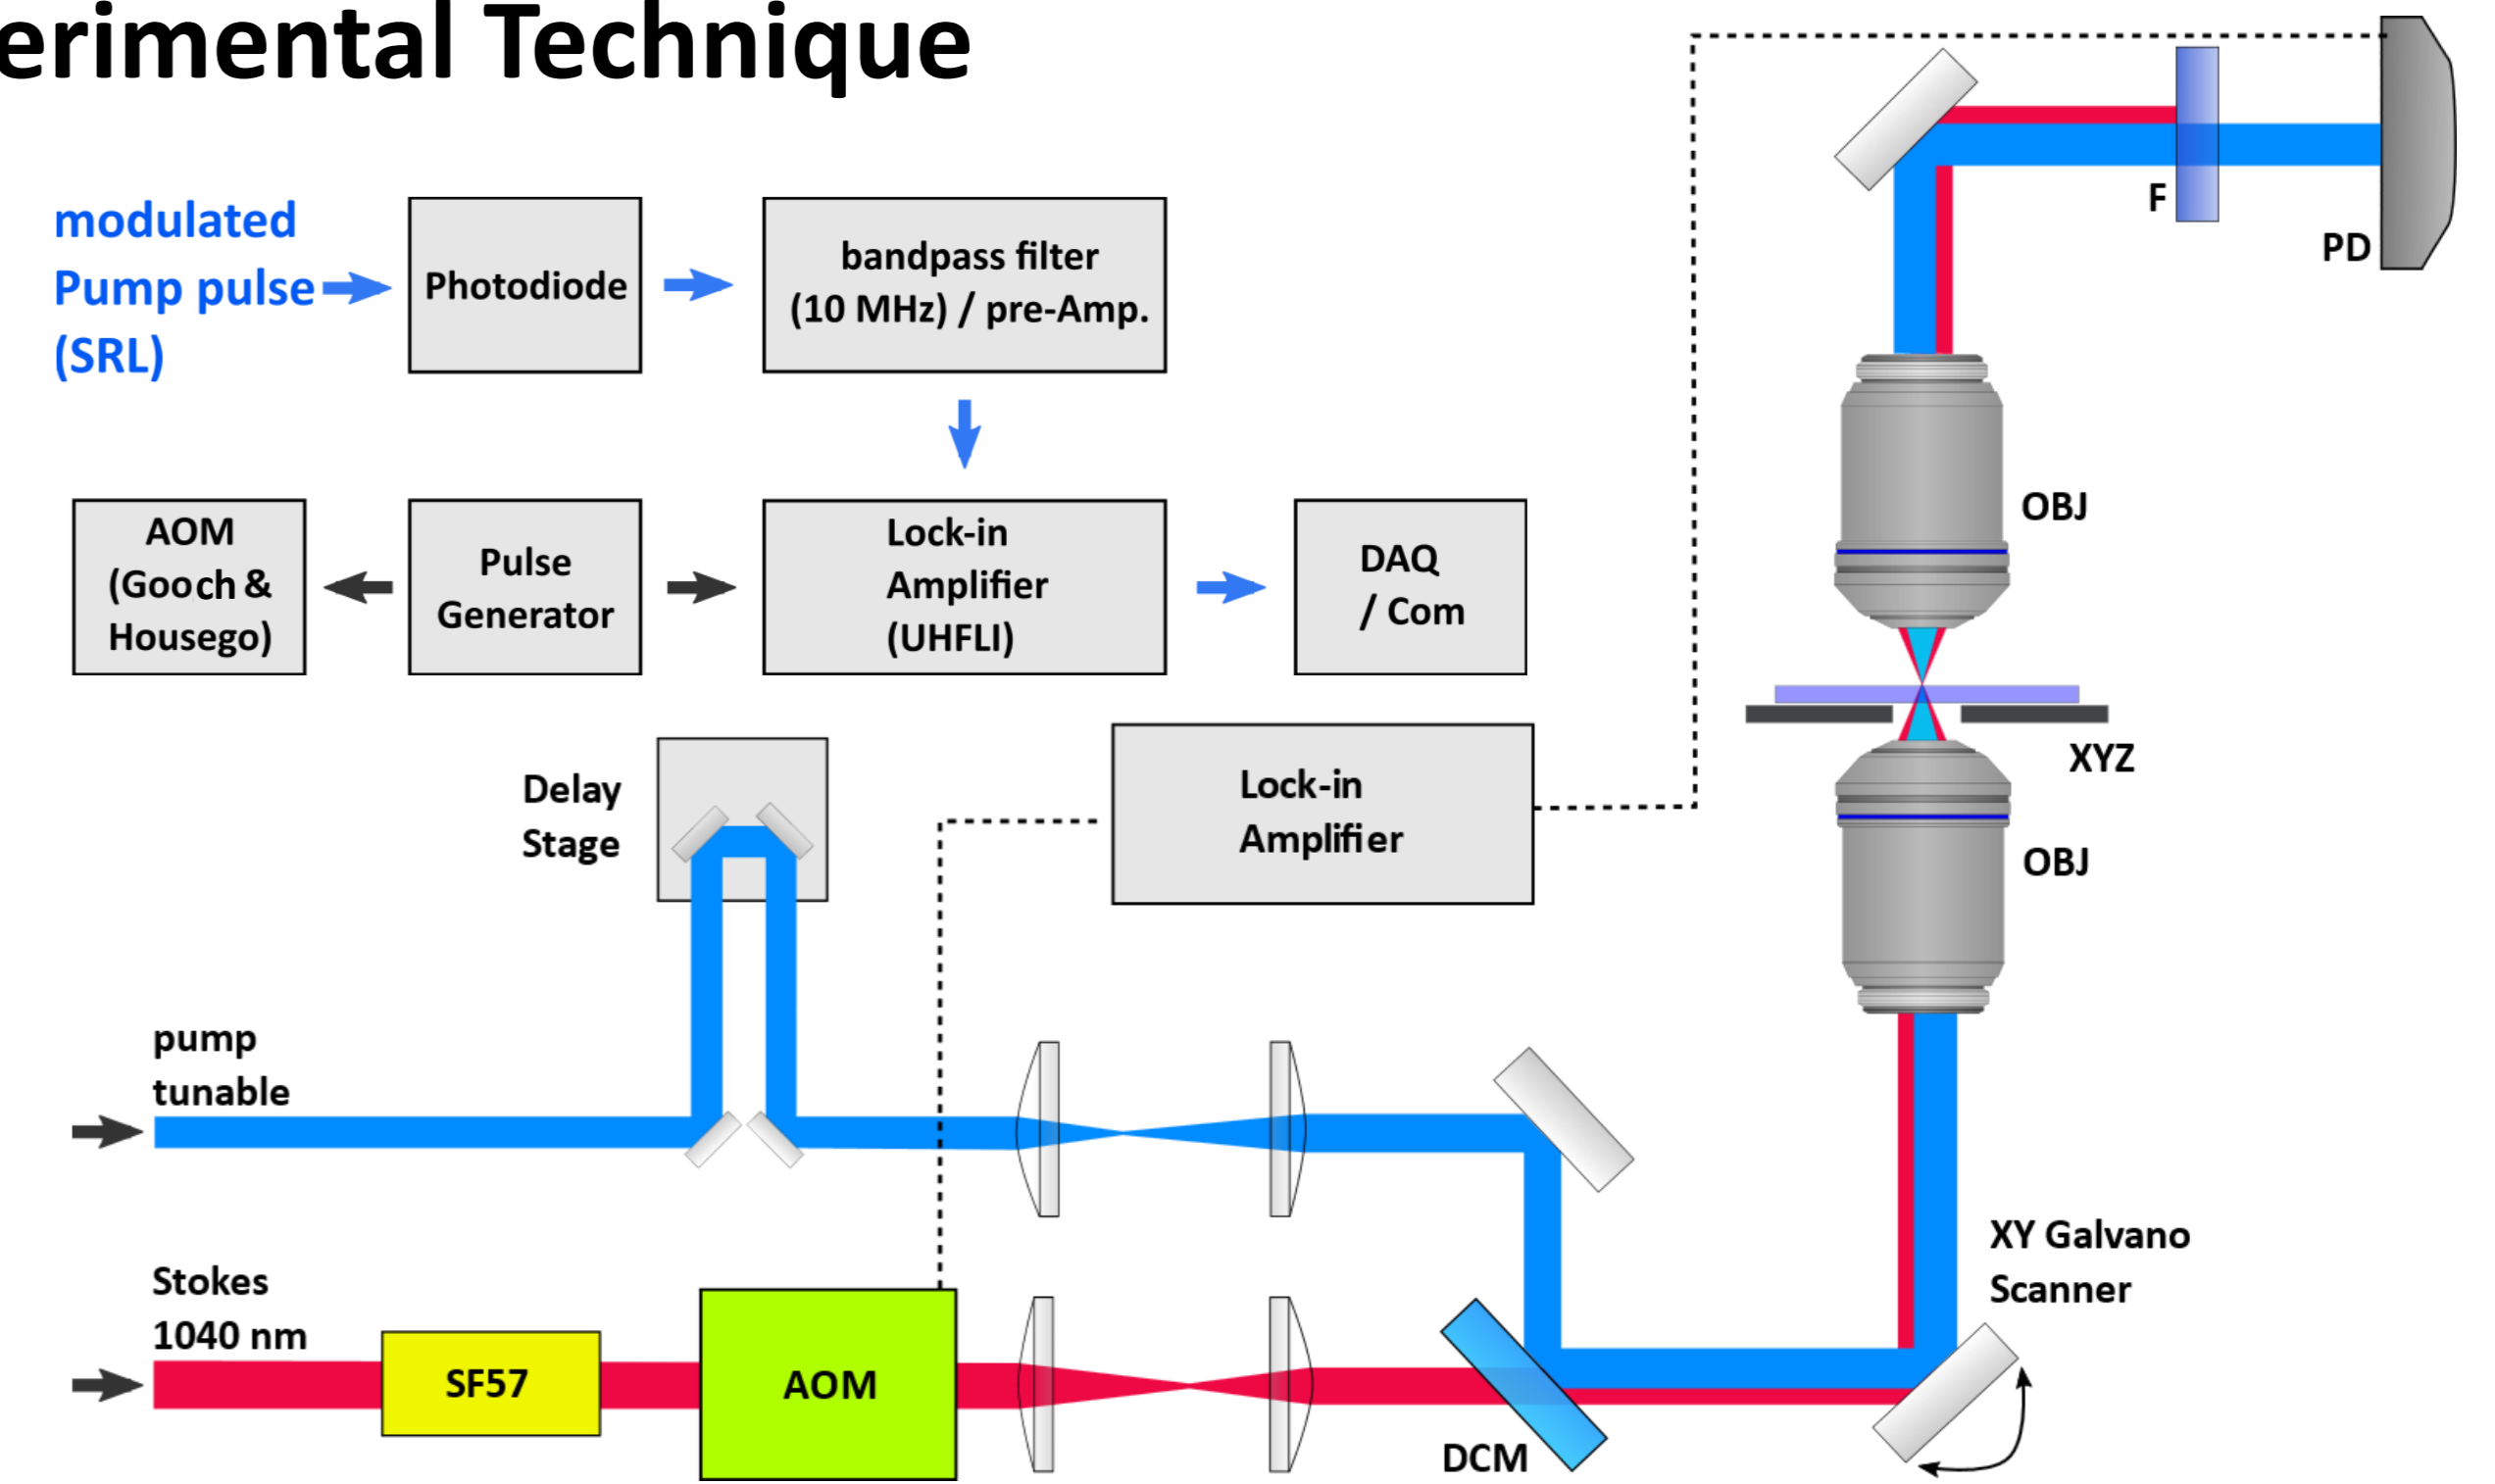 erimental Technique
modulated
Pump pulse
(SRL)
Photodiode
bandpass filter
(10 MHz) / pre-Amp.
AOM
(Gooch &
Housego)
Pulse
Generator
Lock-in
Amplifier
(UHFLI)
DAQ
/ Com
Delay
Stage
Lock-in
Amplifier
F
PD
OBJ
XYZ
OBJ
pump
tunable
Stokes
1040 nm
SF57
AOM
DCM
XY Galvano
Scanner